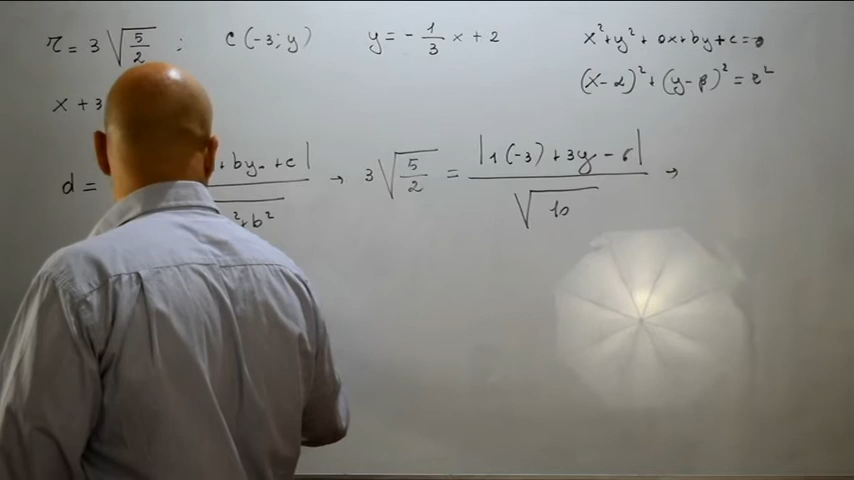 r = 3√(5/2) : C(-3; y) y = -1/3 x + 2 x² + y² + ax + by + c = 0
(x - α)² + (y - β)² = r²
x + 3
d = + by + c| → 3√(5/2) = |1(-3) + 3y - 6| / √10 →
² + b²